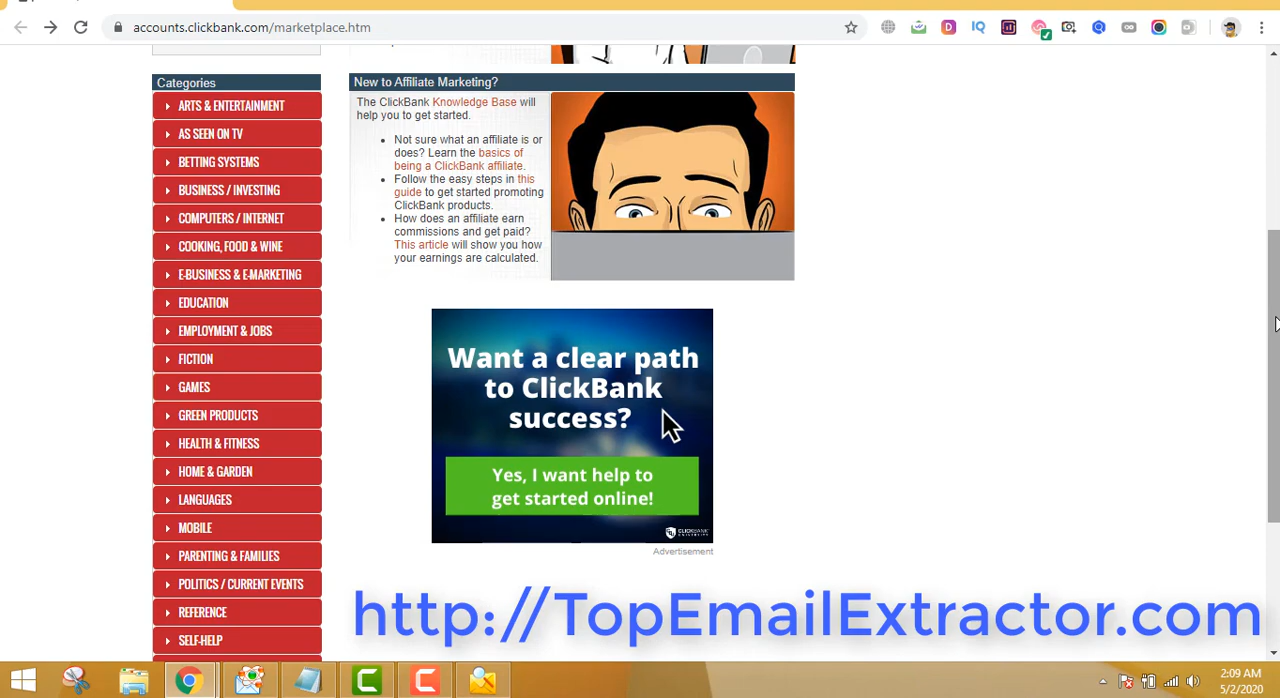 accounts.clickbank.com/marketplace.htm
Categories
ARTS & ENTERTAINMENT
AS SEEN ON TV
BETTING SYSTEMS
BUSINESS / INVESTING
COMPUTERS / INTERNET
COOKING, FOOD & WINE
E-BUSINESS & E-MARKETING
EDUCATION
EMPLOYMENT & JOBS
FICTION
GAMES
GREEN PRODUCTS
HEALTH & FITNESS
HOME & GARDEN
LANGUAGES
MOBILE
PARENTING & FAMILIES
POLITICS / CURRENT EVENTS
REFERENCE
SELF-HELP
New to Affiliate Marketing?
The ClickBank Knowledge Base will
help you to get started.
Not sure what an affiliate is or
does? Learn the basics of
being a ClickBank affiliate.
Follow the easy steps in this
guide to get started promoting
ClickBank products.
How does an affiliate earn
commissions and get paid?
This article will show you how
your earnings are calculated.
Want a clear path
to ClickBank
success?
Yes, I want help to
get started online!
CLICKBANK
UNIVERSITY
Advertisement
http://TopEmailExtractor.com
2:09 AM
5/2/2020